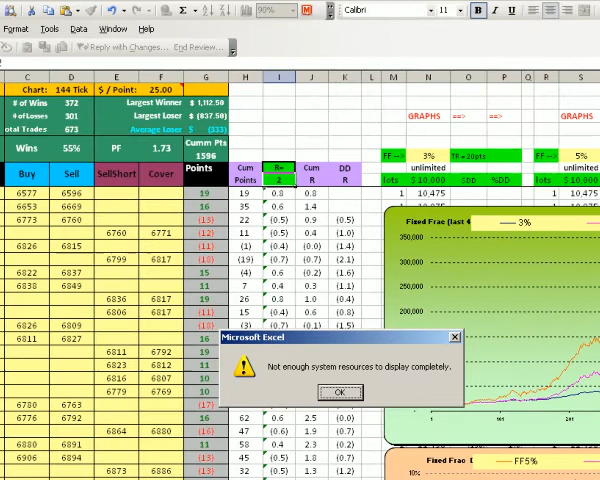 90% Calibri 11 B I U
Format Tools Data Window Help
Reply with Changes... End Review...
C D E F G H I J K L M N O P Q R S
Chart: 144 Tick $ / Point: 25.00
# of Wins 372 Largest Winner $ 1,112.50
# of Losses 301 Largest Loser $ (837.50) GRAPHS ==> ==> GRAPHS
otal Trades 673 Average Loser $ (333)
Wins 55% PF 1.73 Cumm Pts
1596 FF --> 3% TR = 20pts FF --> 5%
Points Cum R= Cum DD unlimited unlimited
Buy Sell SellShort Cover Points 2 R R lots $ 10,000 $DD %DD lots $ 10,000
6577 6596 19 19 0.8 0.8 1 10,475 1 10,475
6653 6669 16 35 0.6 1.4
6773 6760 (13) 22 (0.5) 0.9 (0.5)
6760 6771 (12) 11 (0.5) 0.4 (1.0)
6826 6815 (11) (1) (0.4) (0.0) (1.4)
6799 6817 (18) (19) (0.7) (0.7) (2.1)
6822 6837 15 (4) 0.6 (0.2) (1.6)
6838 6849 11 7 0.4 0.3 (1.1)
6836 6817 19 26 0.8 1.0 (0.4)
6806 6817 (11) 15 (0.4) 0.6 (0.8)
6826 6809 (18) (3) (0.7) (0.1) (1.5)
6811 6827 16
6811 6792 19
6823 6812 11
6816 6807 10
6779 6769 10
6780 6763 (17)
6776 6792 16 62 0.6 2.5 (0.0)
6864 6880 (16) 47 (0.6) 1.9 (0.7)
6880 6891 11 58 0.4 2.3 (0.2)
6906 6894 (13) 45 (0.5) 1.8 (0.7)
6873 6886 (13) 32 (0.5) 1.3 (1.2)
Fixed Frac (last 4 3%
350,000
300,000
250,000
200,000
1 101 201
Microsoft Excel
Not enough system resources to display completely.
OK
Fixed Frac FF5%